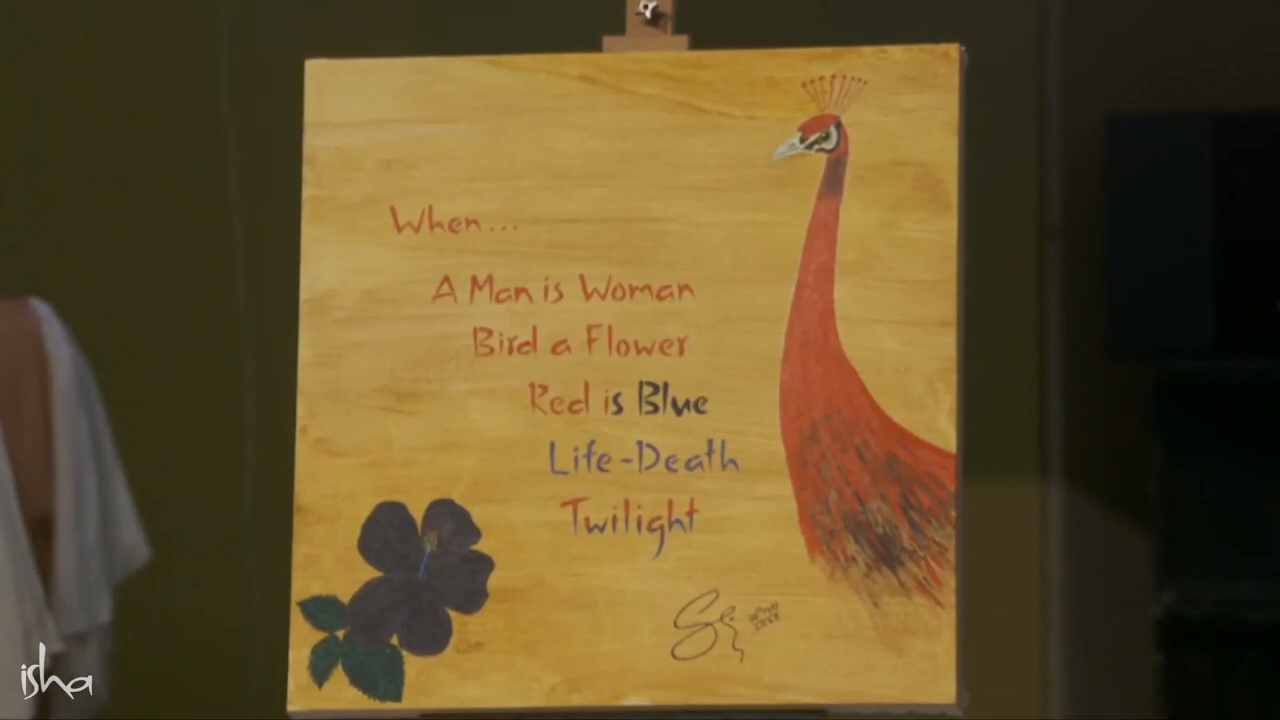 When...
A Man is Woman
Bird a Flower
Red is Blue
Life-Death
Twilight
isha